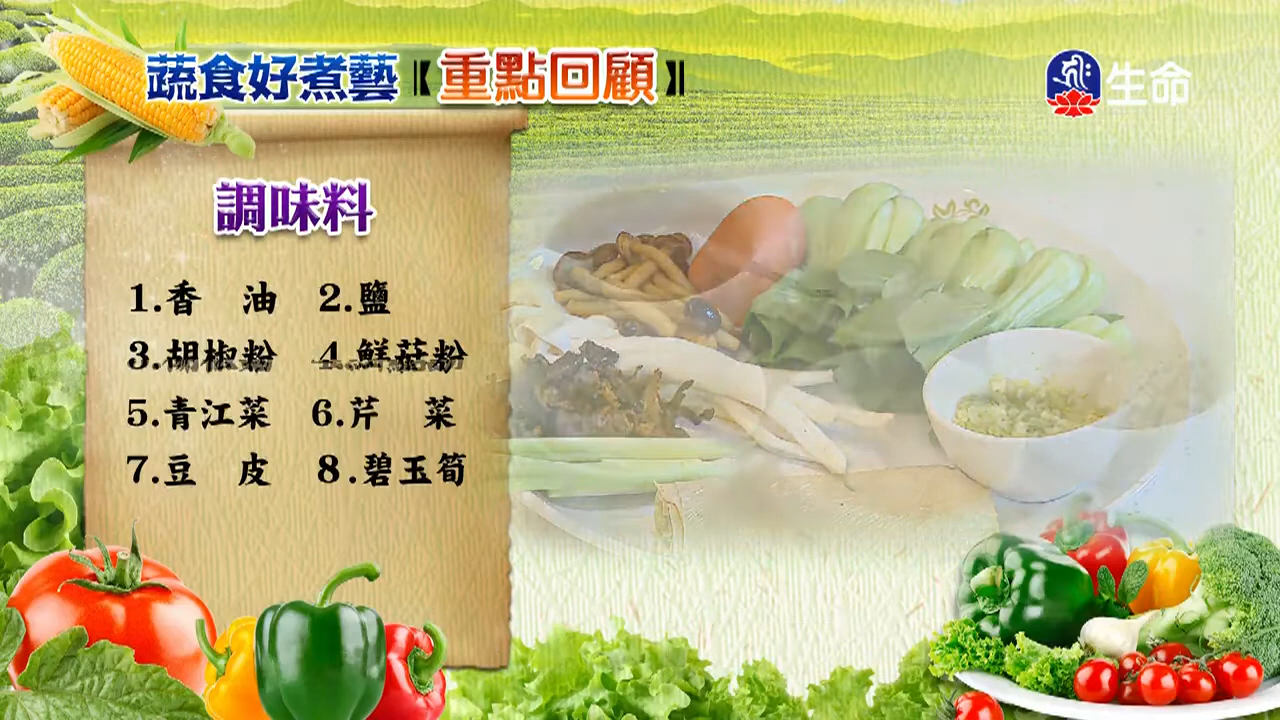 蔬食好煮藝【重點回顧】
生命
調味料
1.香 油 2.鹽
3.胡椒粉 4.鮮菇粉
5.青江菜 6.芹 菜
7.豆 皮 8.碧玉筍